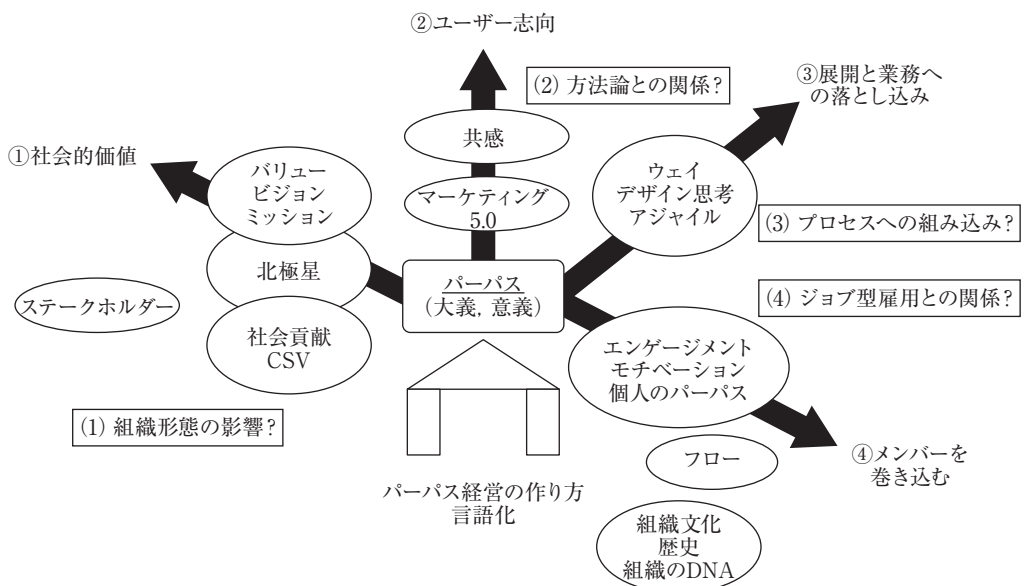 ②ユーザー志向
(2) 方法論との関係?
③展開と業務へ
の落とし込み
共感
①社会的価値
バリュー
ビジョン
ミッション
マーケティング
5.0
ウェイ
デザイン思考
アジャイル
(3) プロセスへの組み込み?
北極星
パーパス
(大義, 意義)
ステークホルダー
(4) ジョブ型雇用との関係?
社会貢献
CSV
エンゲージメント
モチベーション
個人のパーパス
(1) 組織形態の影響?
フロー
④メンバーを
巻き込む
パーパス経営の作り方
言語化
組織文化
歴史
組織のDNA